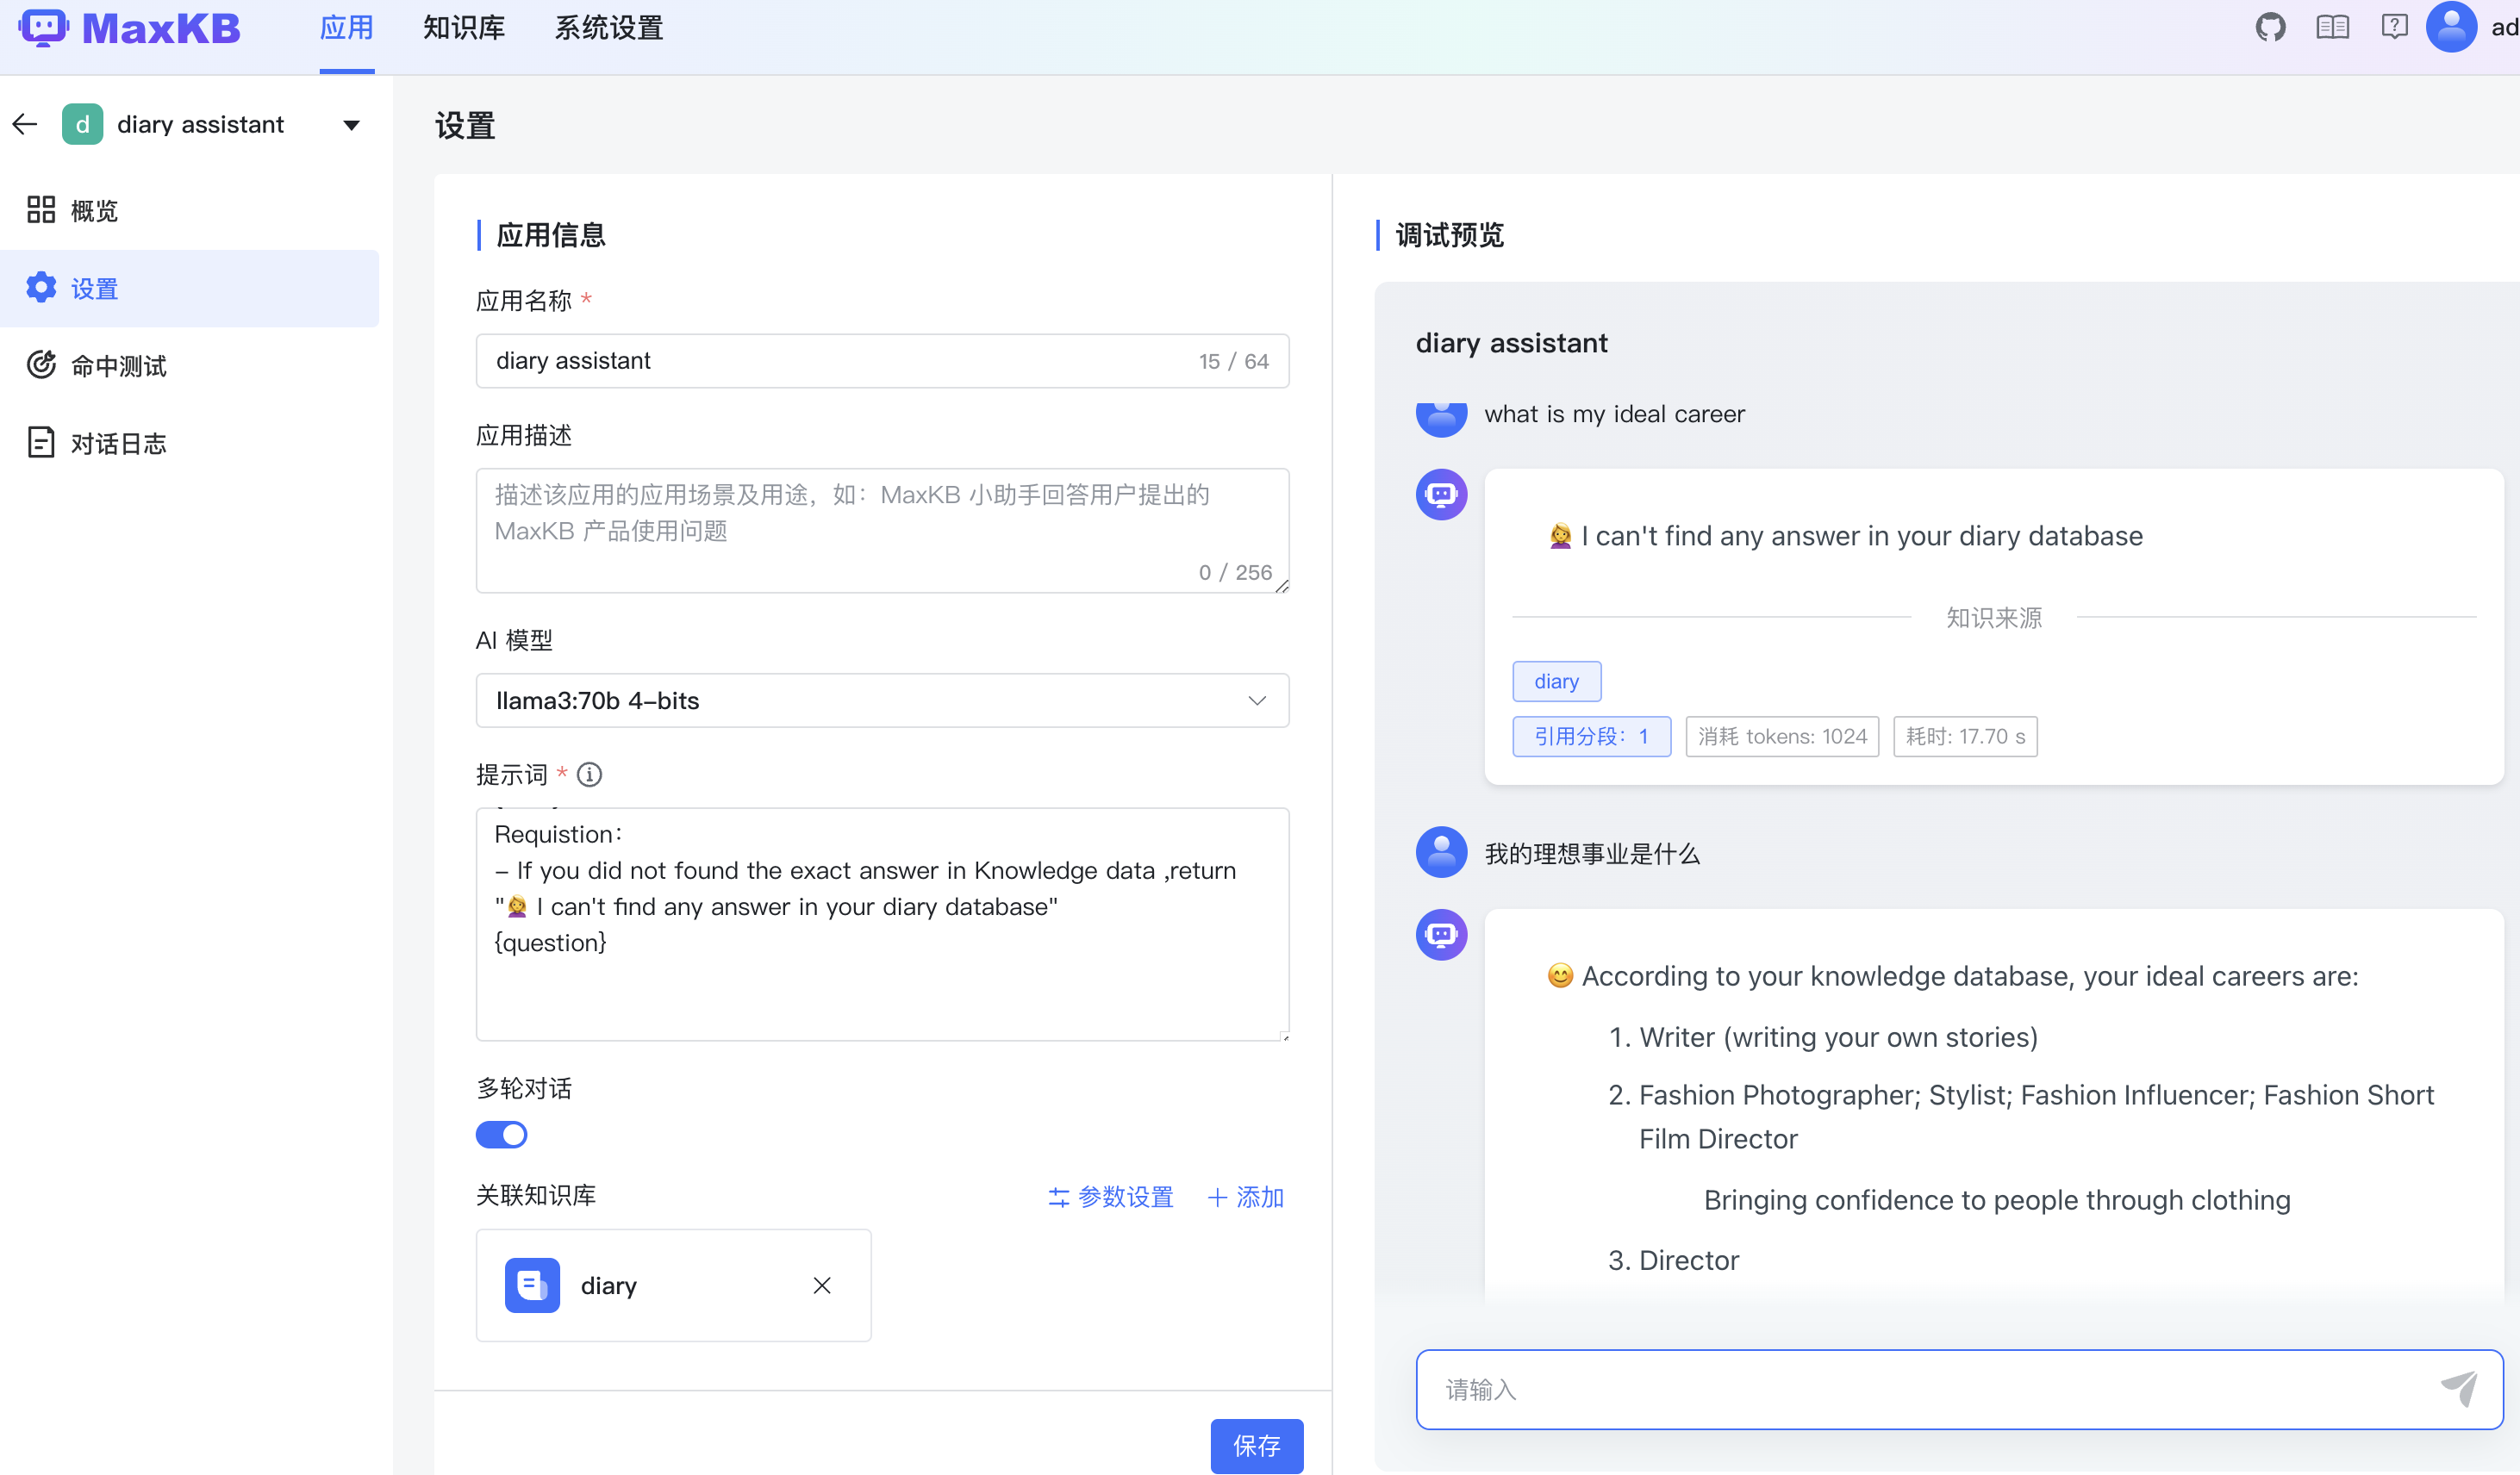 MaxKB
应用
知识库
系统设置
d
diary assistant
概览
设置
命中测试
对话日志
设置
应用信息
应用名称 *
diary assistant
15 / 64
应用描述
描述该应用的应用场景及用途，如：MaxKB 小助手回答用户提出的
MaxKB 产品使用问题
0 / 256
AI 模型
llama3:70b 4-bits
提示词 *
Requistion：
- If you did not found the exact answer in Knowledge data ,return
"🙍‍♀️ I can't find any answer in your diary database"
{question}
多轮对话
关联知识库
参数设置
添加
diary
保存
调试预览
diary assistant
what is my ideal career
🙍‍♀️ I can't find any answer in your diary database
知识来源
diary
引用分段：1
消耗 tokens: 1024
耗时: 17.70 s
我的理想事业是什么
😊 According to your knowledge database, your ideal careers are:
1. Writer (writing your own stories)
2. Fashion Photographer; Stylist; Fashion Influencer; Fashion Short
Film Director
Bringing confidence to people through clothing
3. Director
请输入